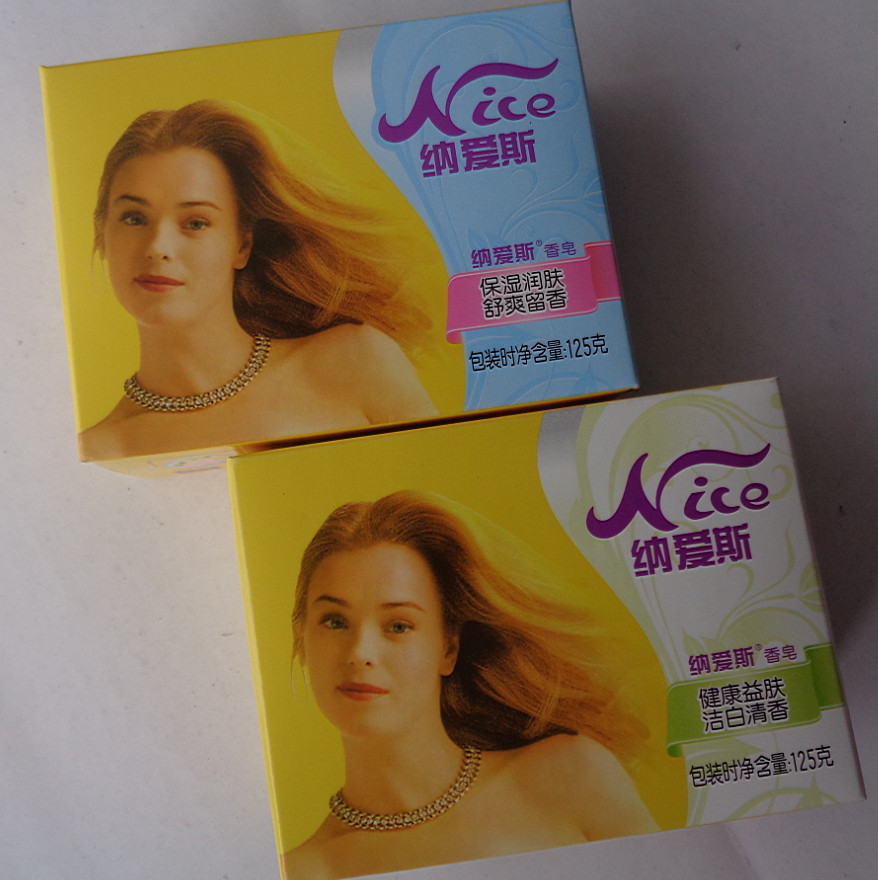 Nice
纳爱斯
纳爱斯® 香皂
保湿润肤
舒爽留香
包装时净含量:125克
Nice
纳爱斯
纳爱斯® 香皂
健康益肤
洁白清香
包装时净含量:125克